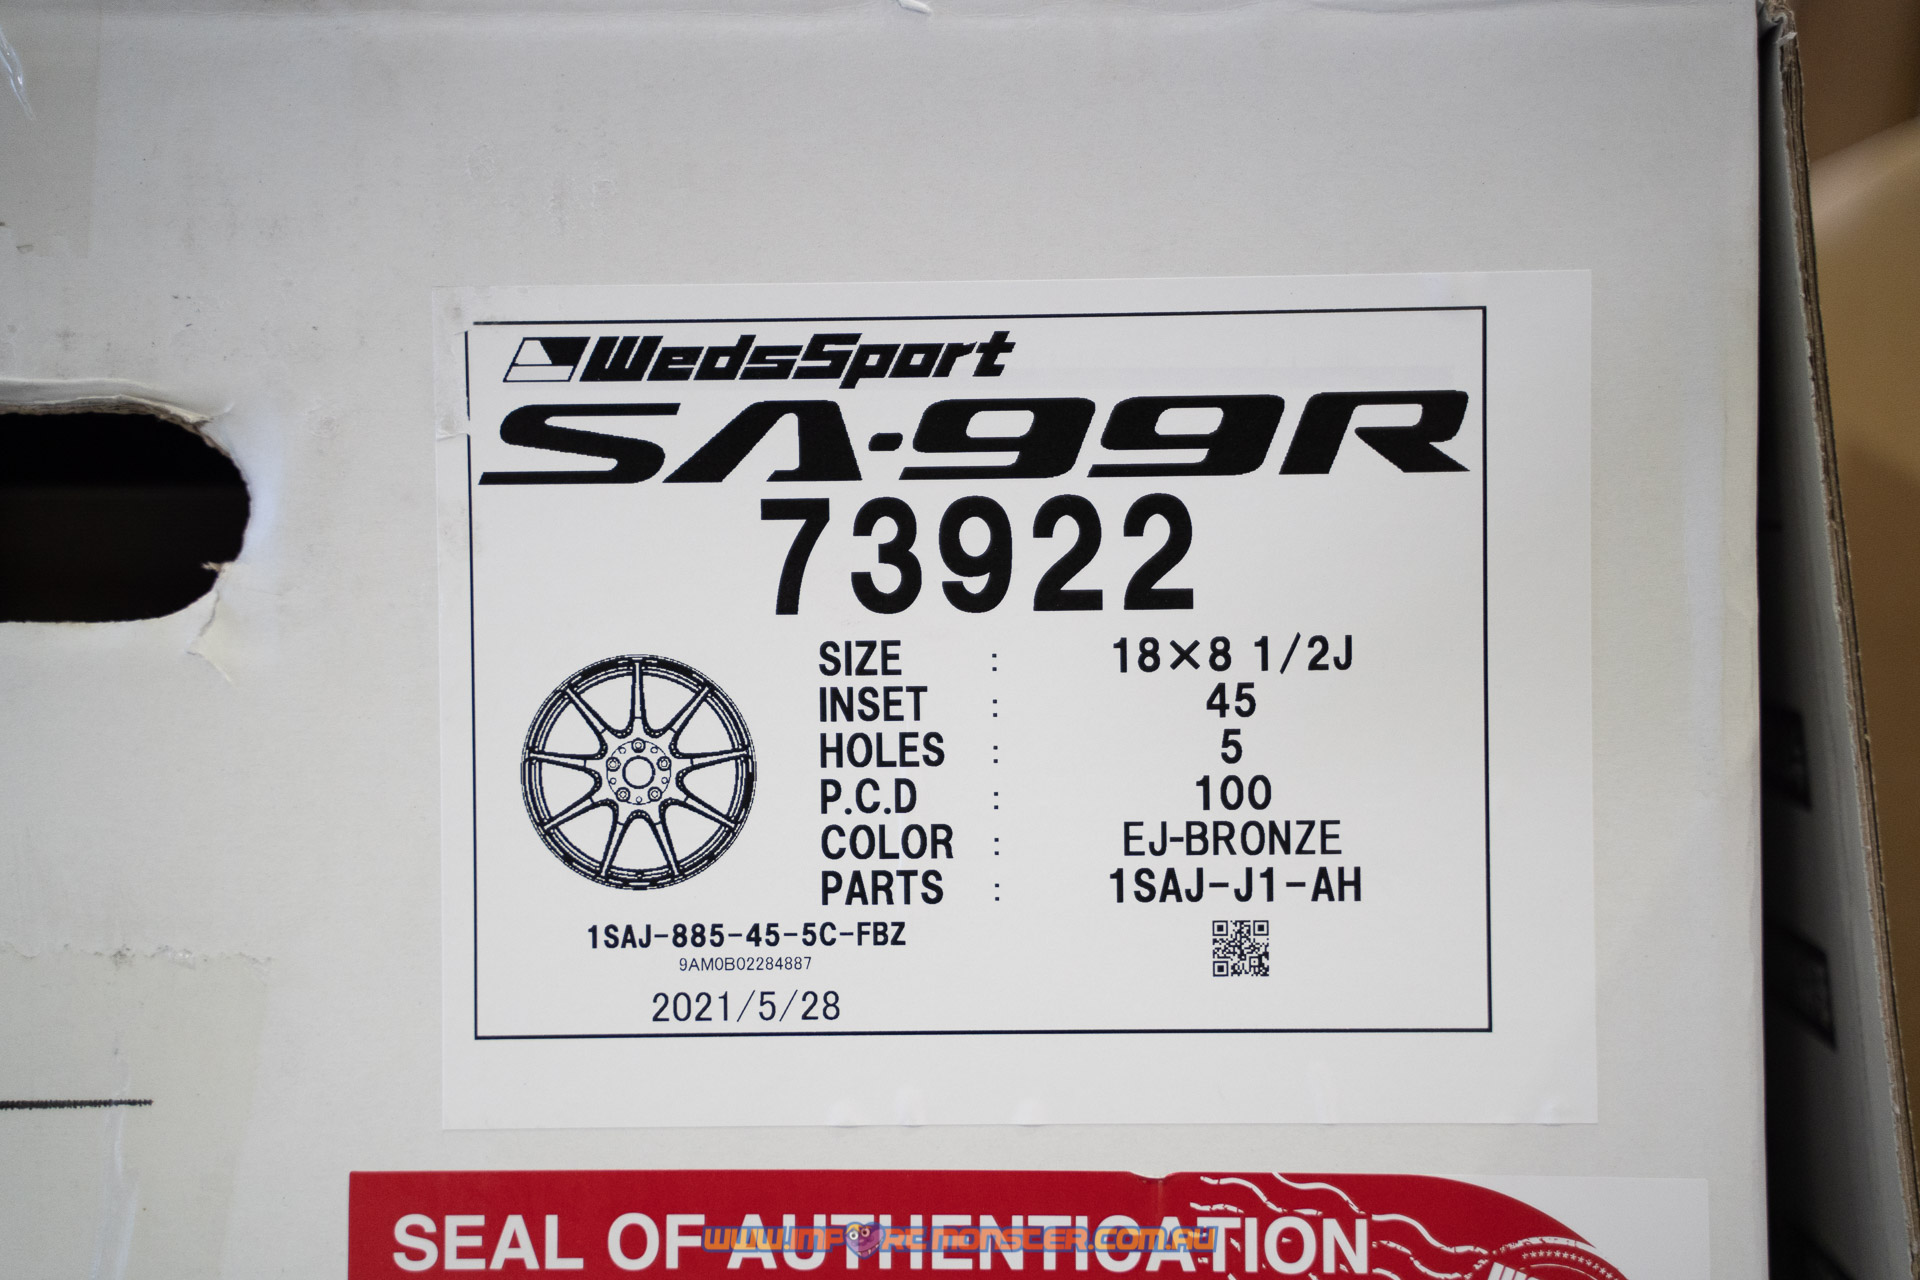 WedsSport
SA-99R
73922
SIZE : 18×8 1/2J
INSET : 45
HOLES : 5
P.C.D : 100
COLOR : EJ-BRONZE
PARTS : 1SAJ-J1-AH
1SAJ-885-45-5C-FBZ
9AM0B02284887
2021/5/28
SEAL OF AUTHENTICATION
www.importmonster.com.au